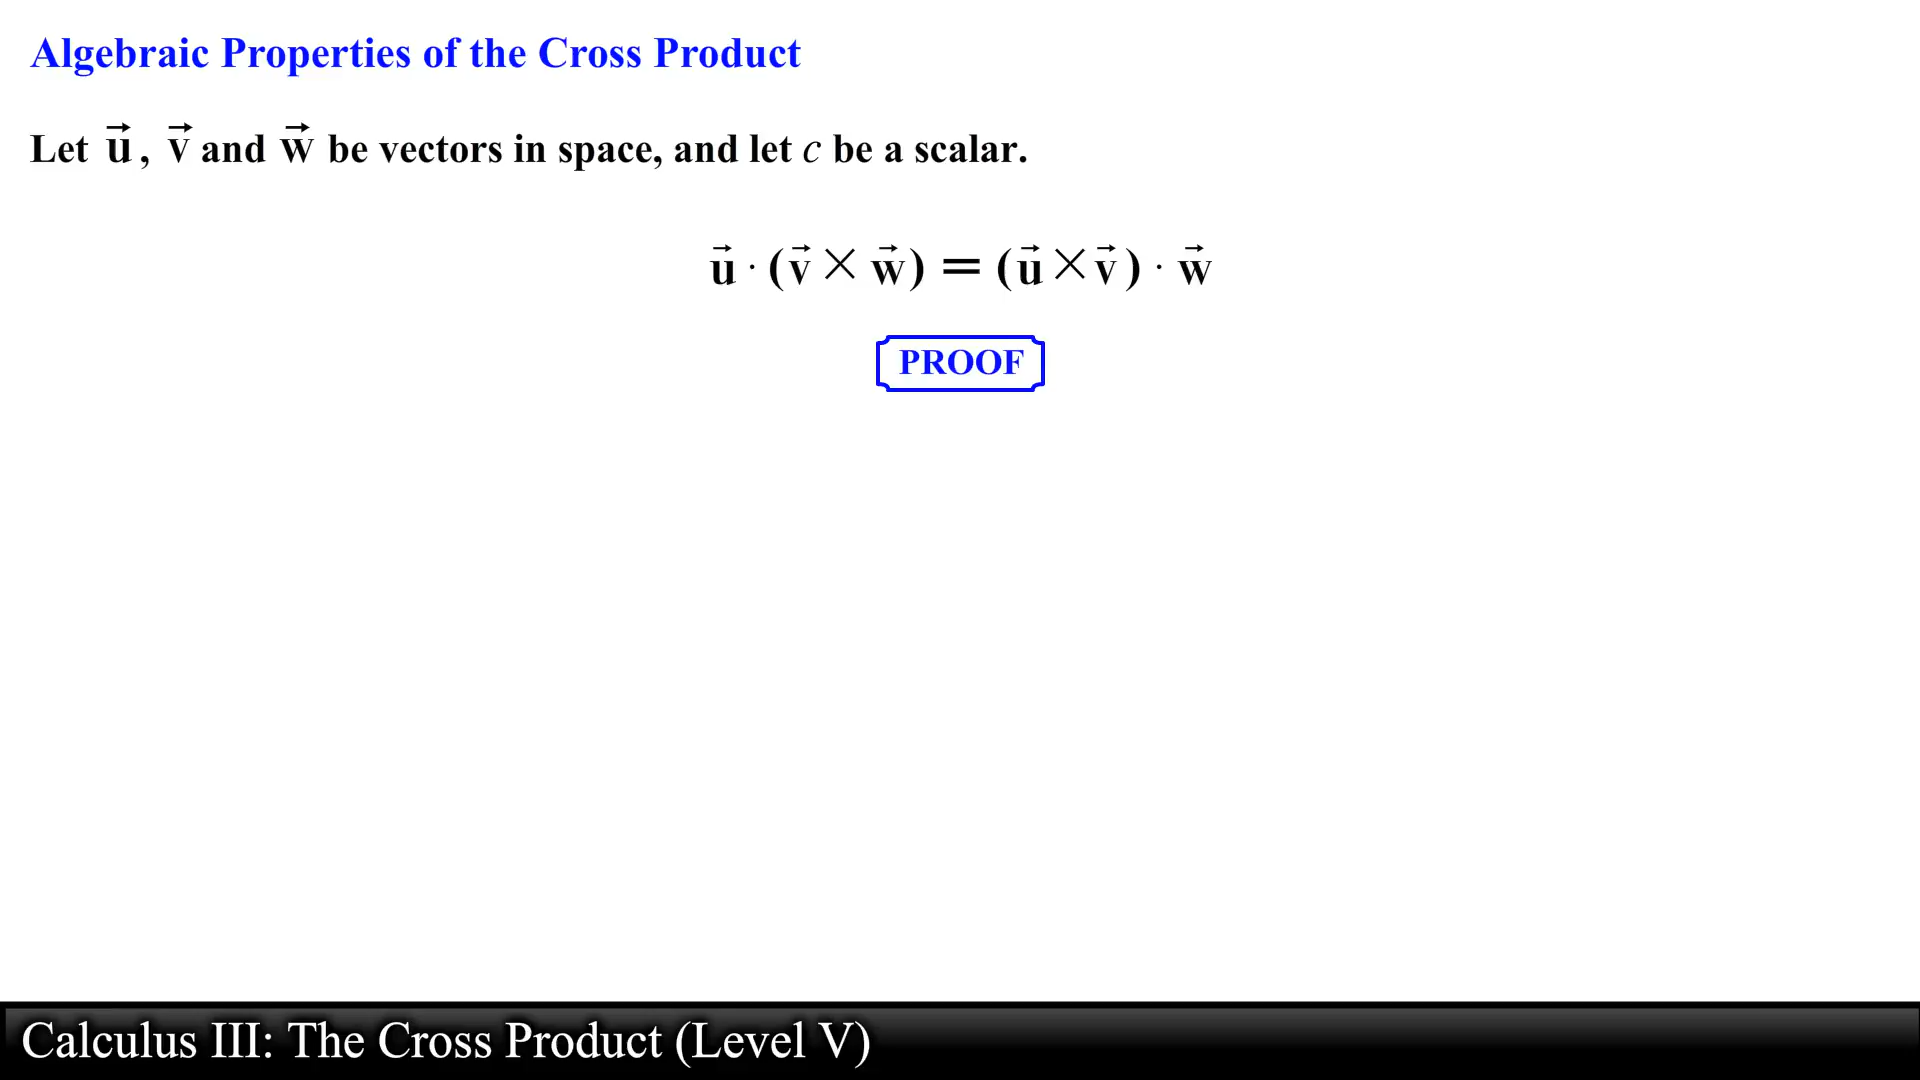 Algebraic Properties of the Cross Product
Let u⃗, v⃗ and w⃗ be vectors in space, and let c be a scalar.
u⃗ · (v⃗ × w⃗) = (u⃗ × v⃗) · w⃗
PROOF
Calculus III: The Cross Product (Level V)